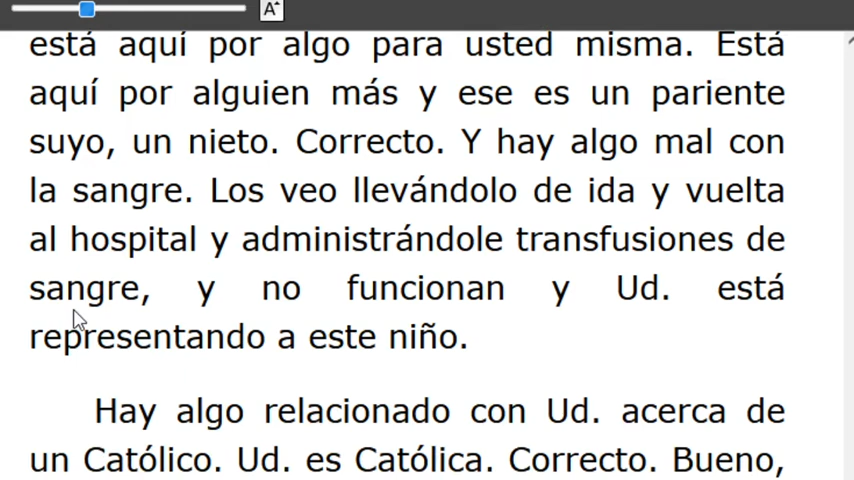 A
está aquí por algo para usted misma. Está
aquí por alguien más y ese es un pariente
suyo, un nieto. Correcto. Y hay algo mal con
la sangre. Los veo llevándolo de ida y vuelta
al hospital y administrándole transfusiones de
sangre, y no funcionan y Ud. está
representando a este niño.
Hay algo relacionado con Ud. acerca de
un Católico. Ud. es Católica. Correcto. Bueno,